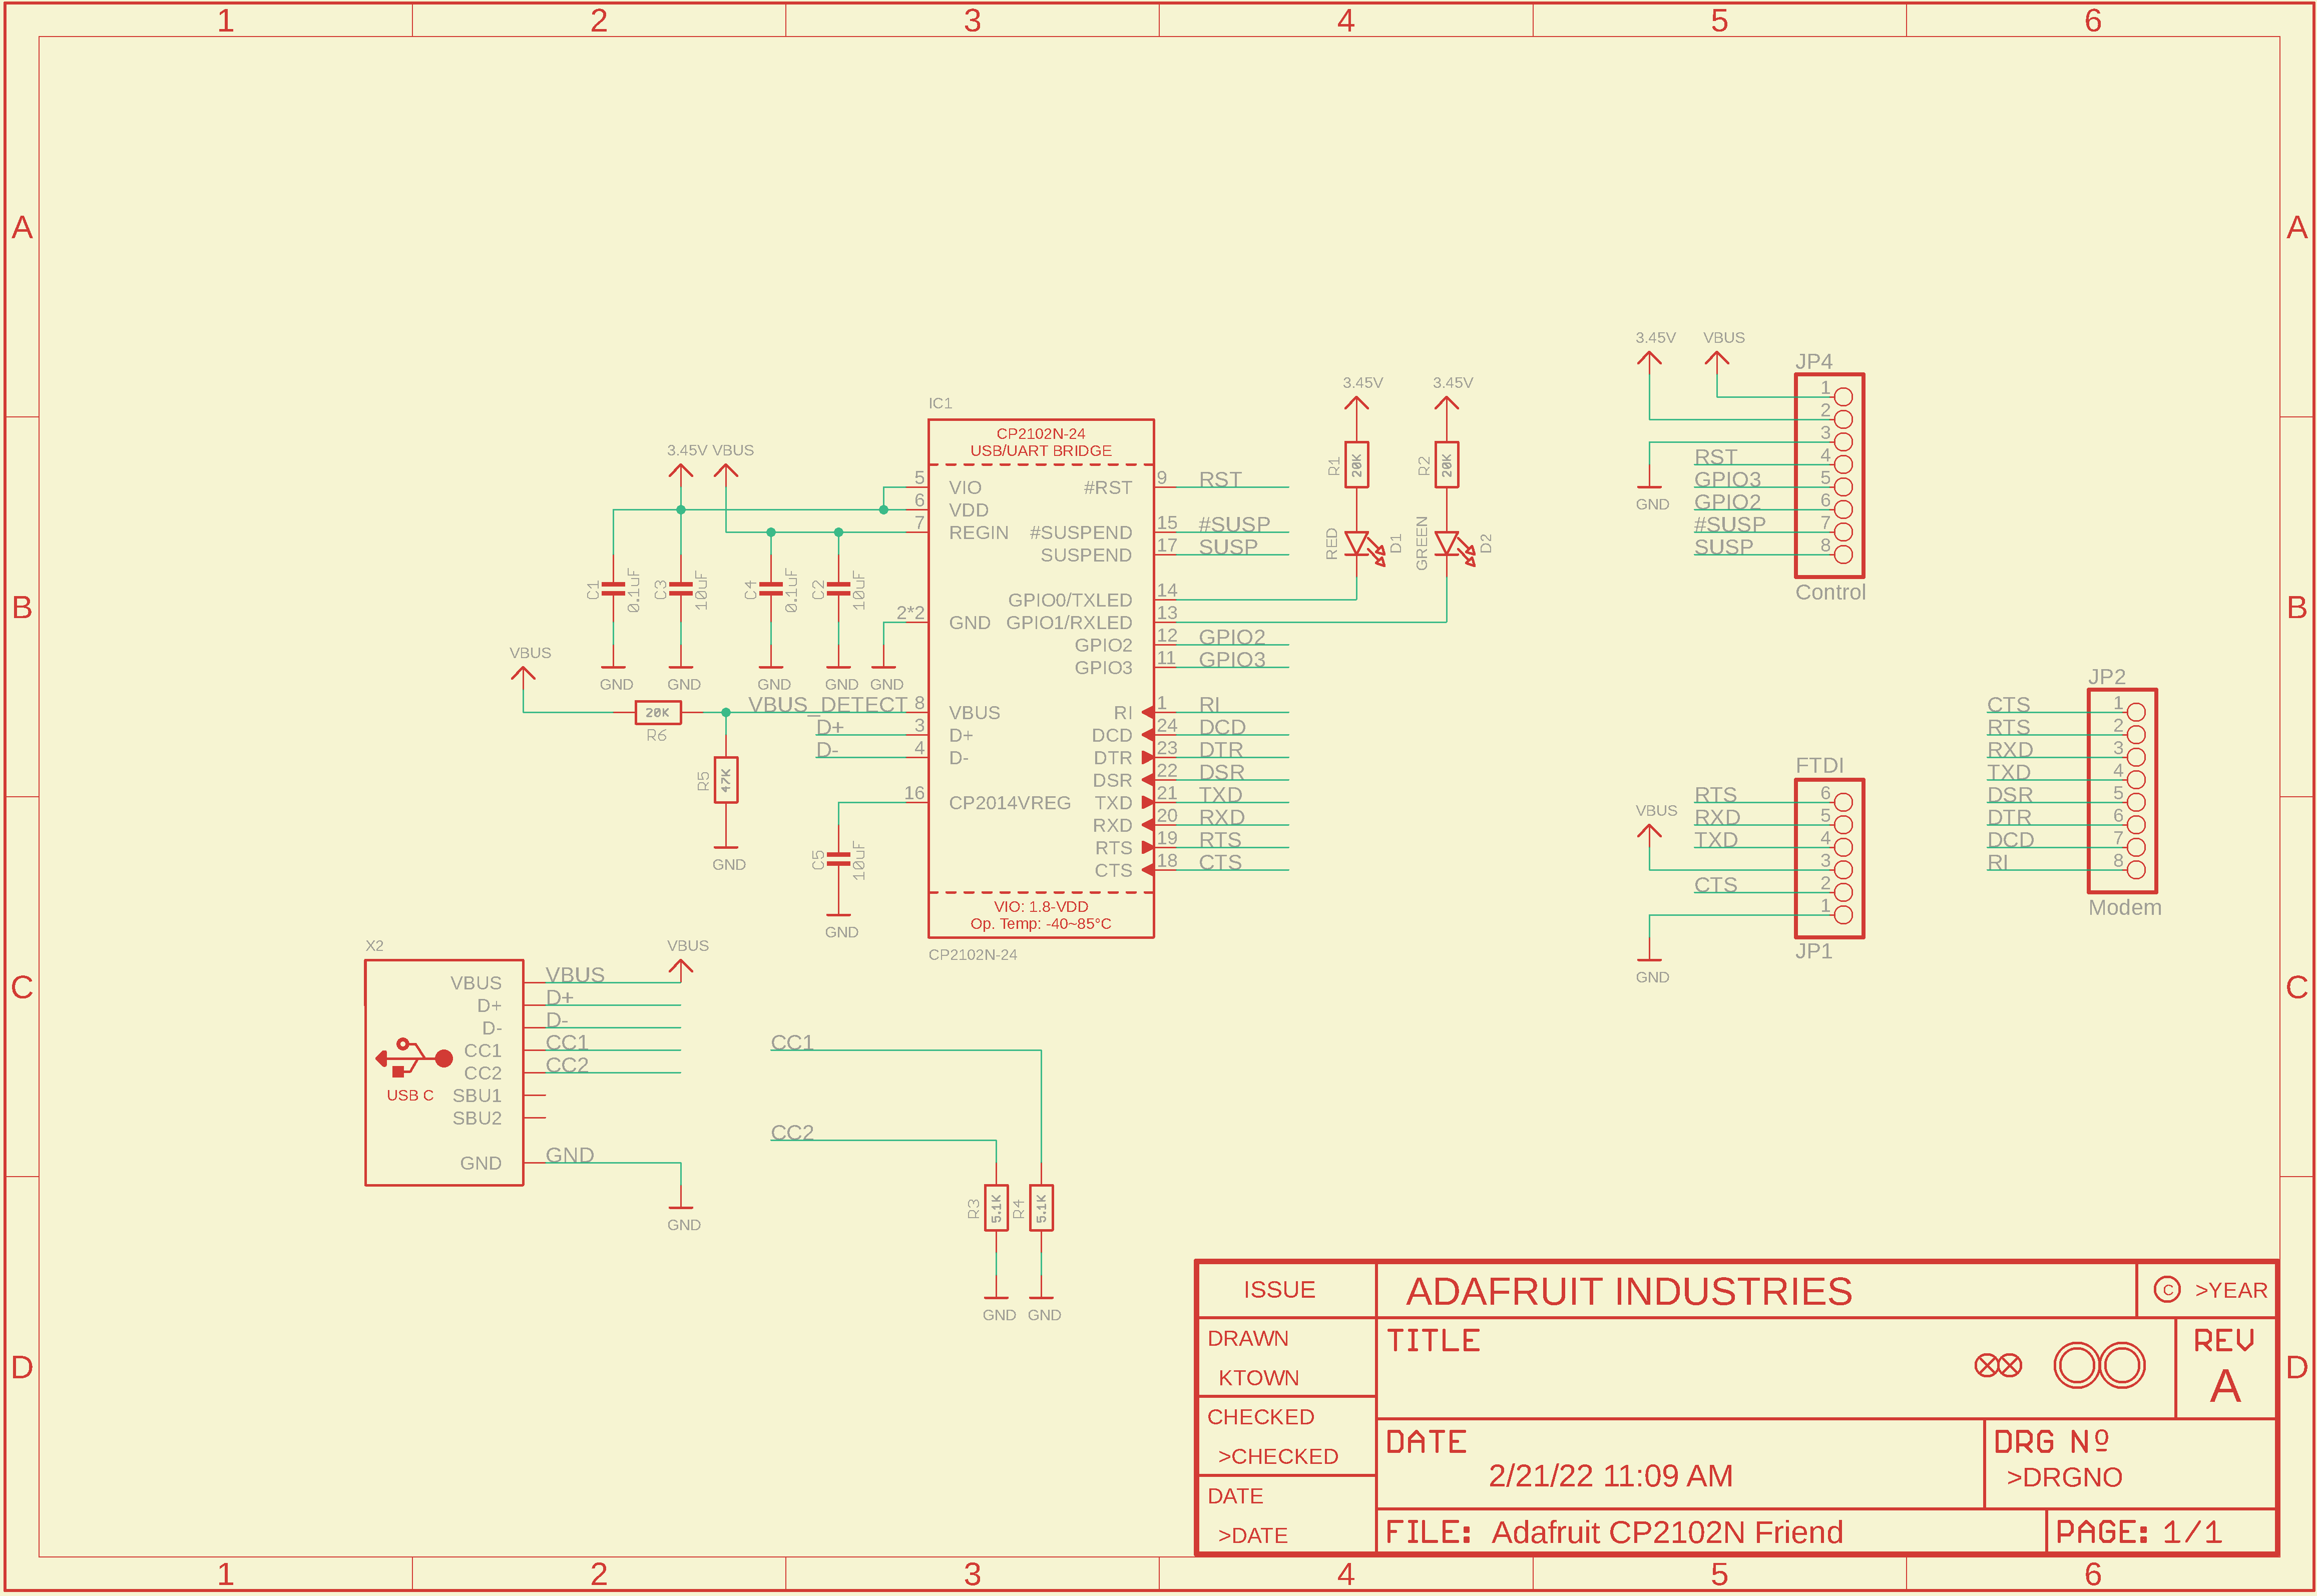 1 2 3 4 5 6
A A
B B
C C
D D
IC1
CP2102N-24
USB/UART BRIDGE
5 VIO
6 VDD
7 REGIN
2*2 GND
VBUS_DETECT 8 VBUS
D+ 3 D+
D- 4 D-
16 CP2014VREG
#RST 9 RST
#SUSPEND 15 #SUSP
SUSPEND 17 SUSP
GPIO0/TXLED 14
GPIO1/RXLED 13
GPIO2 12 GPIO2
GPIO3 11 GPIO3
RI 1 RI
DCD 24 DCD
DTR 23 DTR
DSR 22 DSR
TXD 21 TXD
RXD 20 RXD
RTS 19 RTS
CTS 18 CTS
VIO: 1.8-VDD
Op. Temp: -40~85°C
CP2102N-24
3.45V VBUS
C1 0.1uF
C3 10uF
C4 0.1uF
C2 10uF
GND GND GND GND GND
VBUS
20K
R6
R5 47K
GND
C5 10uF
GND
3.45V 3.45V
R1 20K
R2 20K
RED D1
GREEN D2
3.45V VBUS
JP4
1
2
3
RST 4
GPIO3 5
GPIO2 6
#SUSP 7
SUSP 8
GND
Control
FTDI
RTS 6
RXD 5
TXD 4
VBUS
3
CTS 2
1
JP1
GND
JP2
CTS 1
RTS 2
RXD 3
TXD 4
DSR 5
DTR 6
DCD 7
RI 8
Modem
X2
VBUS
VBUS VBUS
D+ D+
D- D-
CC1 CC1
CC2 CC2
USB C
SBU1
SBU2
GND GND
GND
CC1
CC2
R3 5.1K
R4 5.1K
GND GND
ISSUE
ADAFRUIT INDUSTRIES
© >YEAR
DRAWN
KTOWN
TITLE
REV
A
CHECKED
>CHECKED
DATE
2/21/22 11:09 AM
DRG Nº
>DRGNO
DATE
>DATE
FILE: Adafruit CP2102N Friend
PAGE: 1/1
1 2 3 4 5 6